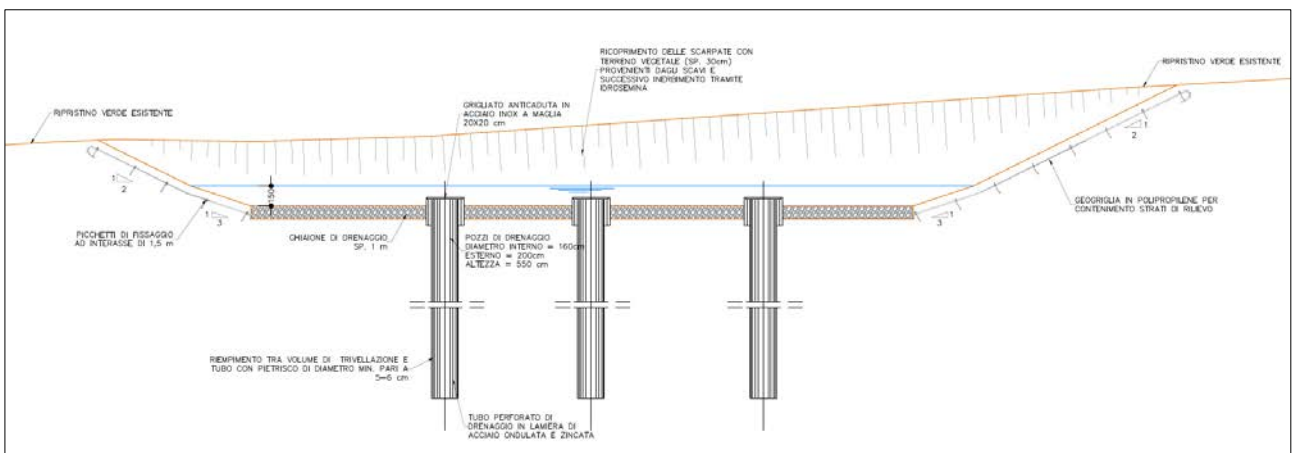 RICOPRIMENTO DELLE SCARPATE CON
TERRENO VEGETALE (SP. 30cm)
PROVENIENTI DAGLI SCAVI E
SUCCESSIVO INERBIMENTO TRAMITE
IDROSEMINA
RIPRISTINO VERDE ESISTENTE
RIPRISTINO VERDE ESISTENTE
GRIGLIATO ANTICADUTA IN
ACCIAIO INOX A MAGLIA
20X20 cm
1
2
1
2
150
1
3
1
3
GEOGRIGLIA IN POLIPROPILENE PER
CONTENIMENTO STRATI DI RILIEVO
PICCHETTI DI FISSAGGIO
AD INTERASSE DI 1,5 m
GHIAIONE DI DRENAGGIO
SP. 1 m
POZZI DI DRENAGGIO
DIAMETRO INTERNO = 160cm
ESTERNO = 200cm
ALTEZZA = 550 cm
RIEMPIMENTO TRA VOLUME DI TRIVELLAZIONE E
TUBO CON PIETRISCO DI DIAMETRO MIN. PARI A
5–6 cm
TUBO PERFORATO DI
DRENAGGIO IN LAMIERA DI
ACCIAIO ONDULATA E ZINCATA